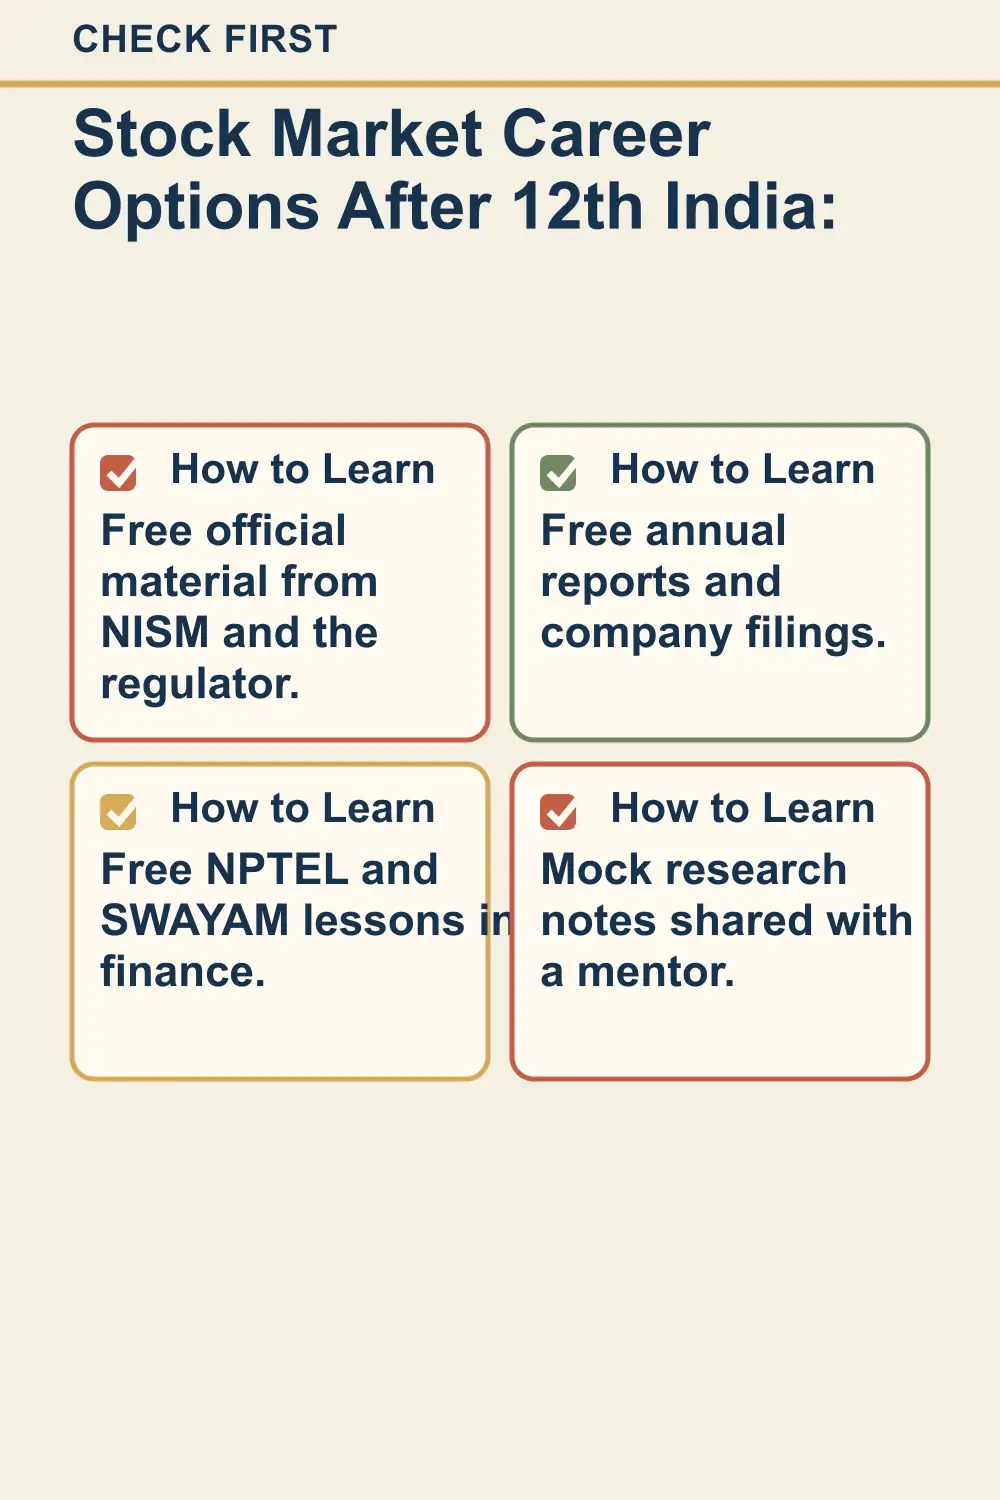 CHECK FIRST
Stock Market Career
Options After 12th India:
How to Learn
Free official
material from
NISM and the
regulator.
How to Learn
Free annual
reports and
company filings.
How to Learn
Free NPTEL and
SWAYAM lessons in
finance.
How to Learn
Mock research
notes shared with
a mentor.